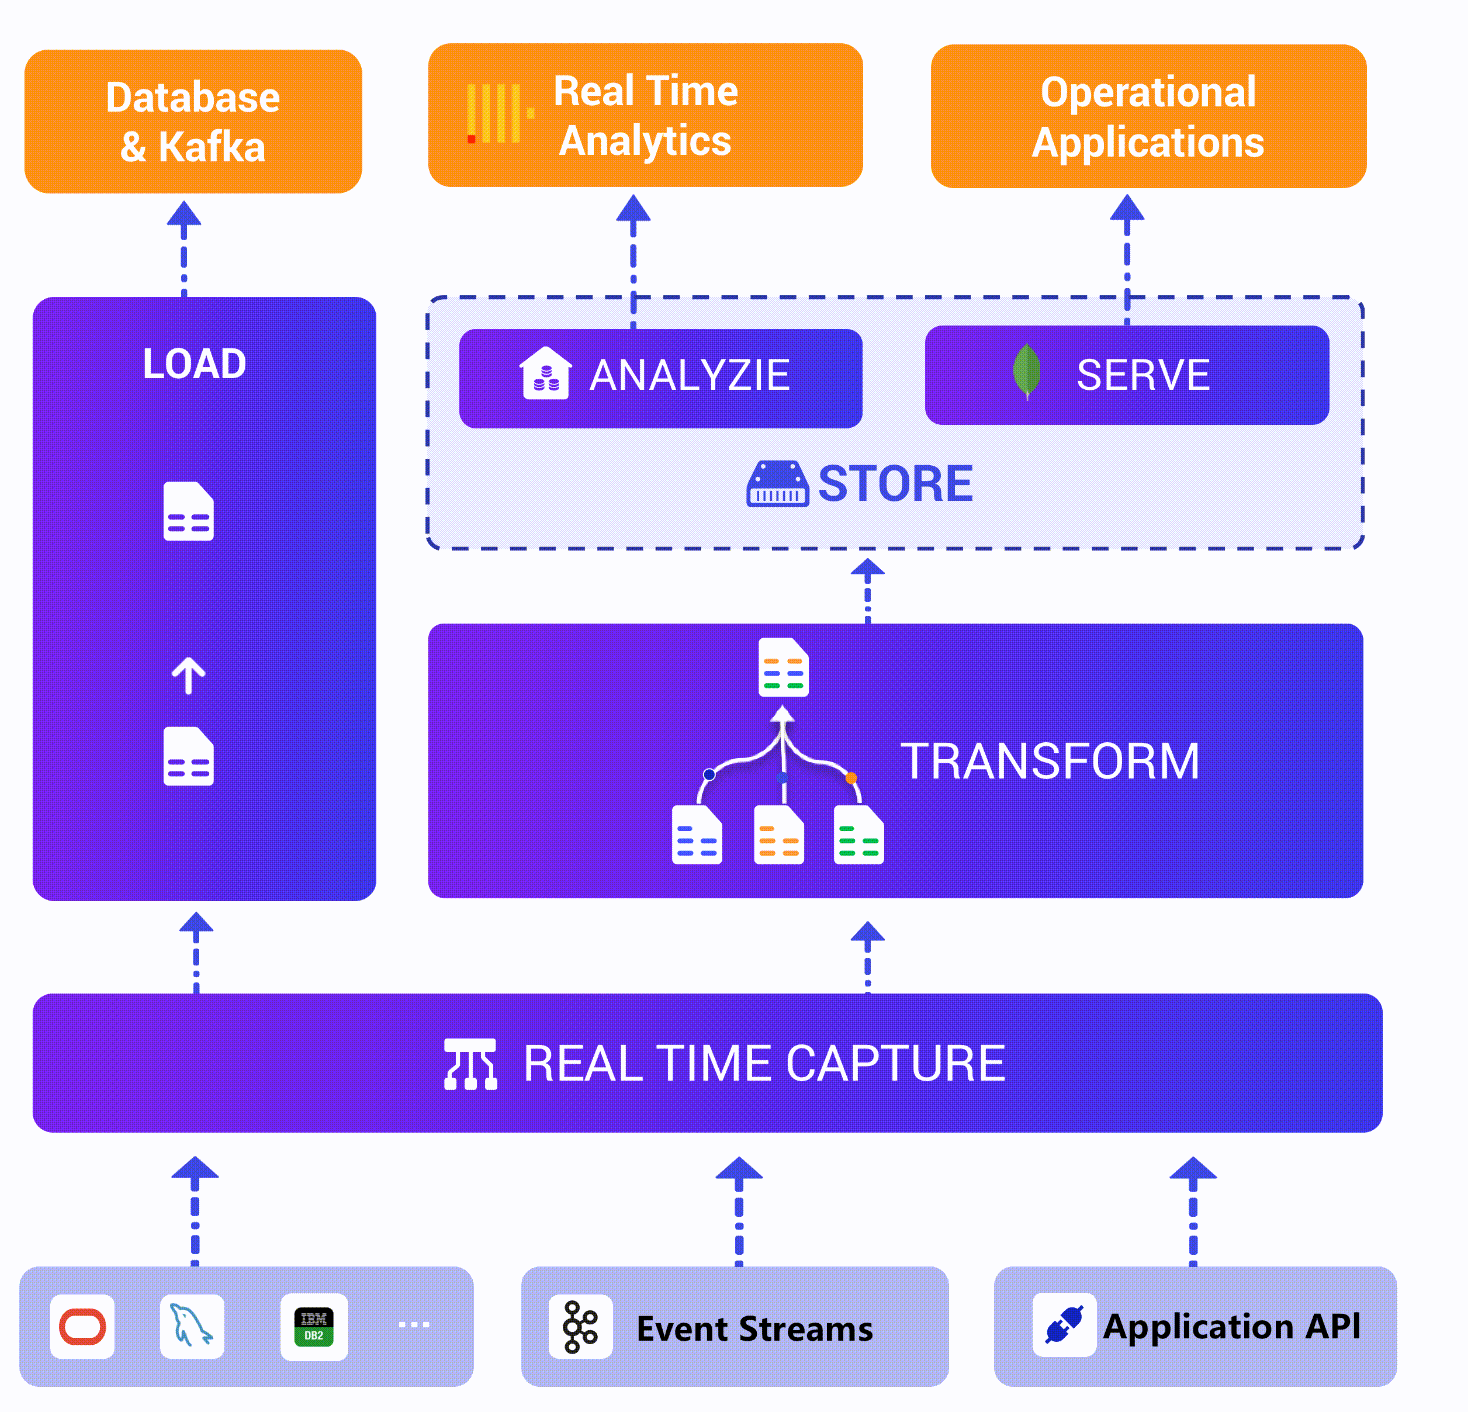 Database
& Kafka
Real Time
Analytics
Operational
Applications
LOAD
ANALYZIE
SERVE
STORE
TRANSFORM
REAL TIME CAPTURE
IBM
DB2
...
Event Streams
Application API